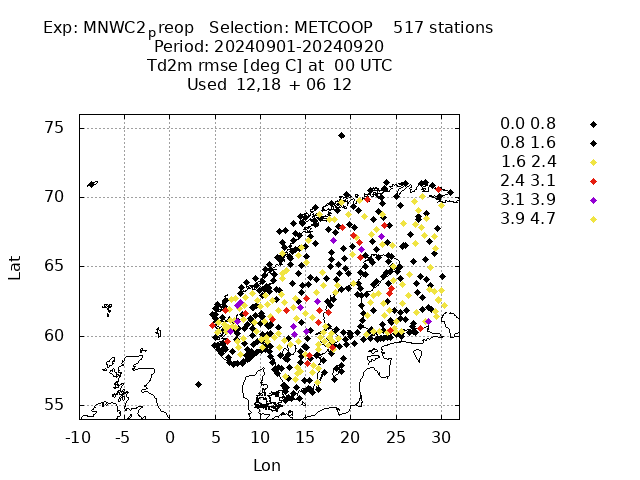 Exp: MNWC2preop Selection: METCOOP 517 stations
Period: 20240901-20240920
Td2m rmse [deg C] at 00 UTC
Used 12,18 + 06 12
0.0 0.8
0.8 1.6
1.6 2.4
2.4 3.1
3.1 3.9
3.9 4.7
75
70
65
60
55
Lat
-10 -5 0 5 10 15 20 25 30
Lon